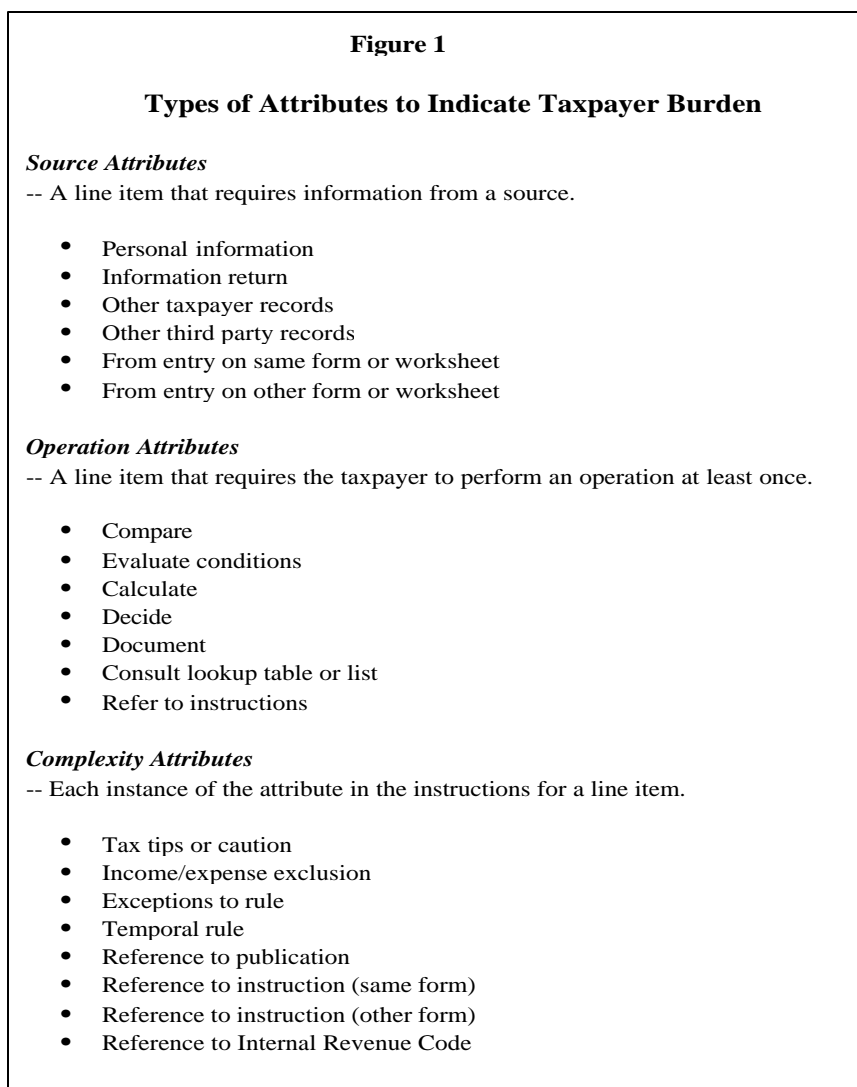 Figure 1
Types of Attributes to Indicate Taxpayer Burden
Source Attributes
-- A line item that requires information from a source.
• Personal information
• Information return
• Other taxpayer records
• Other third party records
• From entry on same form or worksheet
• From entry on other form or worksheet
Operation Attributes
-- A line item that requires the taxpayer to perform an operation at least once.
• Compare
• Evaluate conditions
• Calculate
• Decide
• Document
• Consult lookup table or list
• Refer to instructions
Complexity Attributes
-- Each instance of the attribute in the instructions for a line item.
• Tax tips or caution
• Income/expense exclusion
• Exceptions to rule
• Temporal rule
• Reference to publication
• Reference to instruction (same form)
• Reference to instruction (other form)
• Reference to Internal Revenue Code